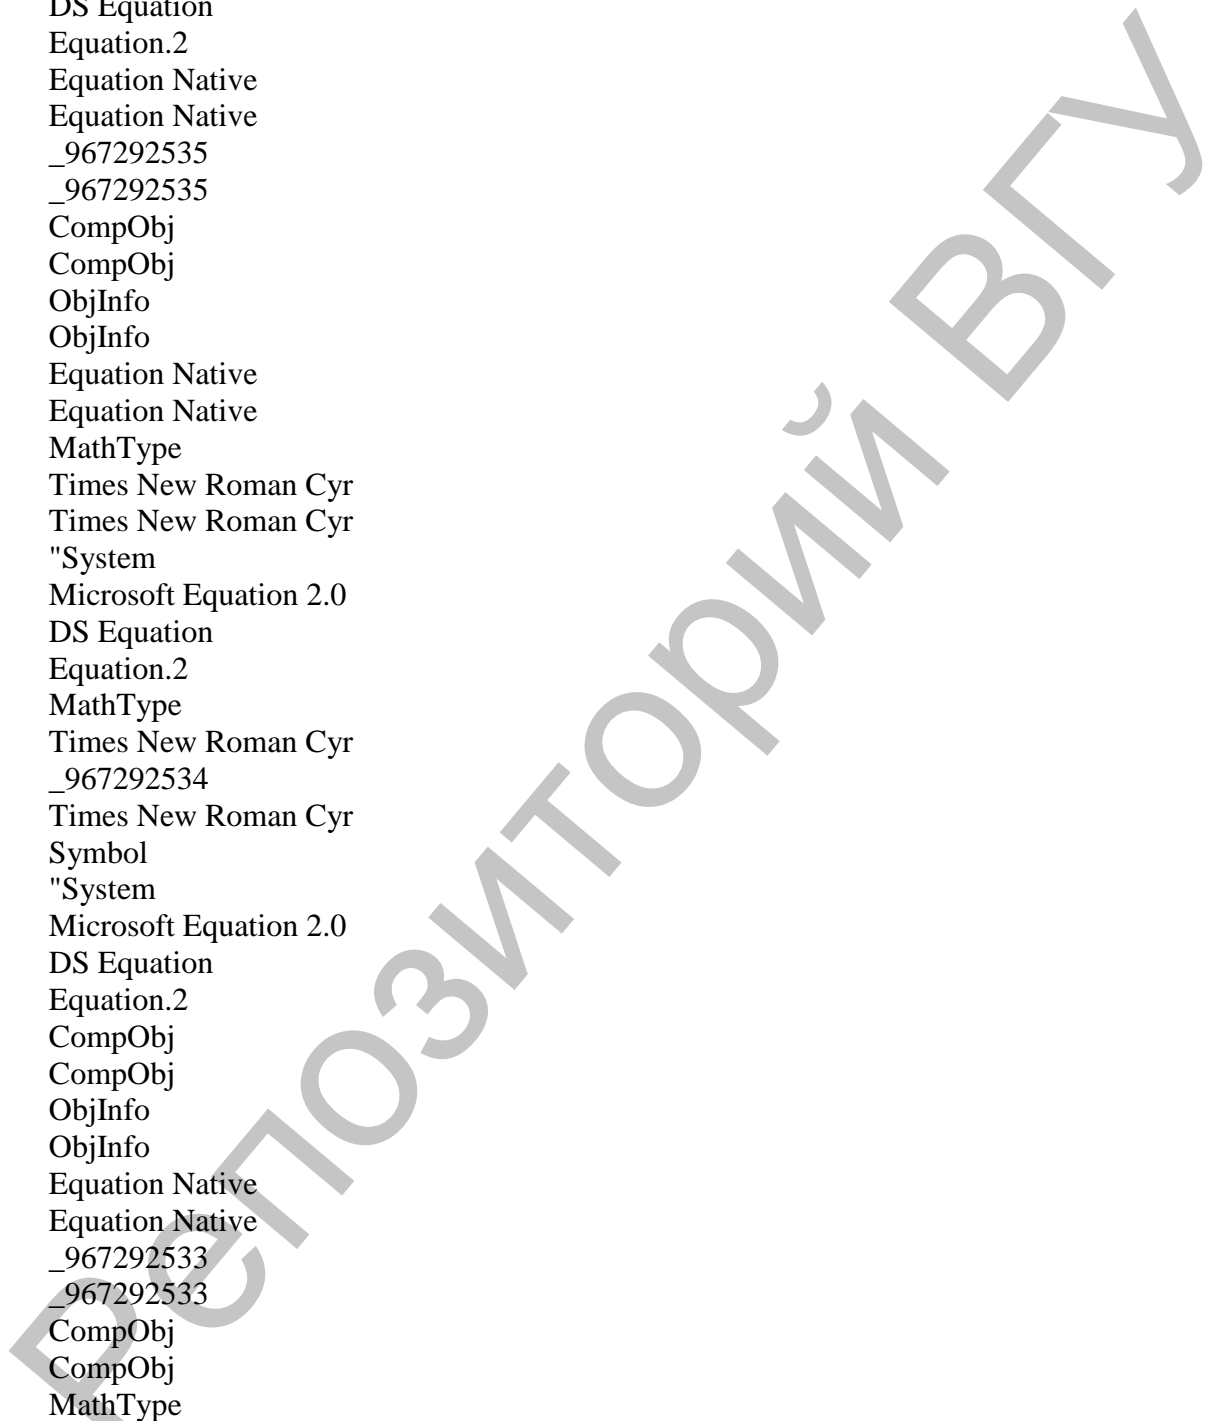 DS Equation
Equation.2
Equation Native
Equation Native
_967292535
_967292535
CompObj
CompObj
ObjInfo
ObjInfo
Equation Native
Equation Native
MathType
Times New Roman Cyr
Times New Roman Cyr
"System
Microsoft Equation 2.0
DS Equation
Equation.2
MathType
Times New Roman Cyr
_967292534
Times New Roman Cyr
Symbol
"System
Microsoft Equation 2.0
DS Equation
Equation.2
CompObj
CompObj
ObjInfo
ObjInfo
Equation Native
Equation Native
_967292533
_967292533
CompObj
CompObj
MathType
Репозиторий ВГУ